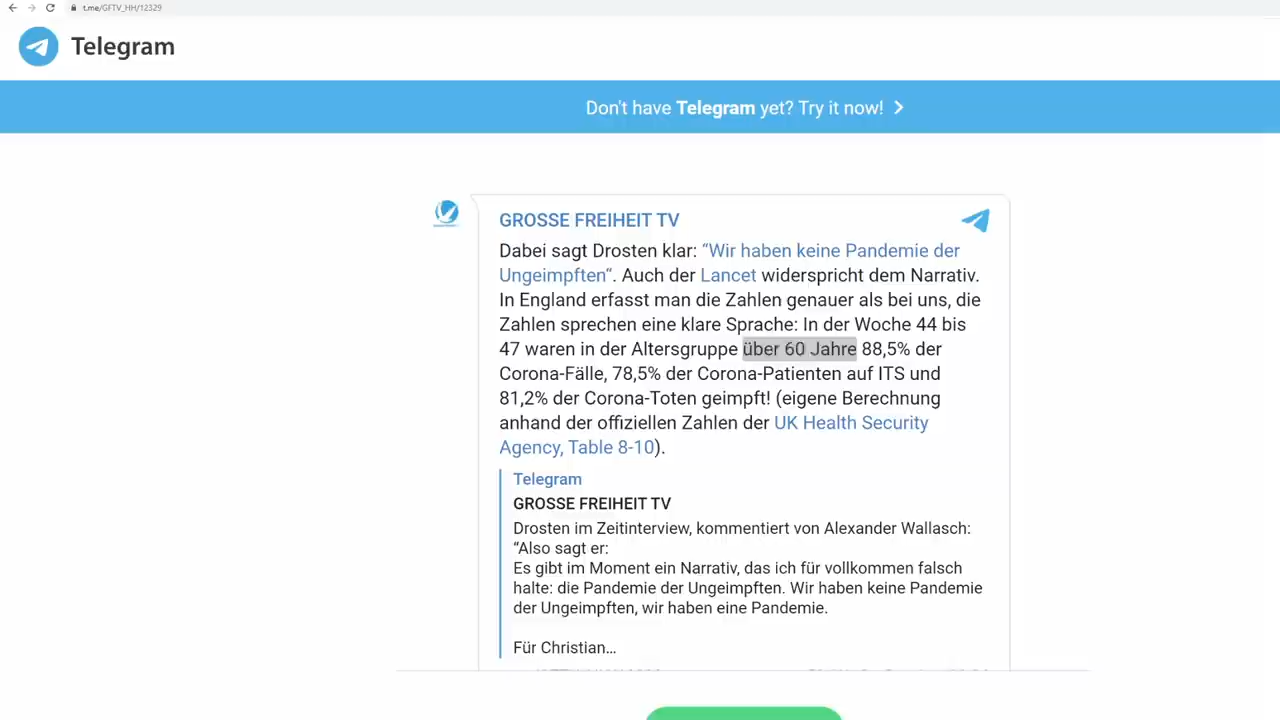 t.me/GFTV_HH/12329
Telegram
Don't have Telegram yet? Try it now!
GROSSE FREIHEIT TV
Dabei sagt Drosten klar: “Wir haben keine Pandemie der
Ungeimpften“. Auch der Lancet widerspricht dem Narrativ.
In England erfasst man die Zahlen genauer als bei uns, die
Zahlen sprechen eine klare Sprache: In der Woche 44 bis
47 waren in der Altersgruppe über 60 Jahre 88,5% der
Corona-Fälle, 78,5% der Corona-Patienten auf ITS und
81,2% der Corona-Toten geimpft! (eigene Berechnung
anhand der offiziellen Zahlen der UK Health Security
Agency, Table 8-10).
Telegram
GROSSE FREIHEIT TV
Drosten im Zeitinterview, kommentiert von Alexander Wallasch:
“Also sagt er:
Es gibt im Moment ein Narrativ, das ich für vollkommen falsch
halte: die Pandemie der Ungeimpften. Wir haben keine Pandemie
der Ungeimpften, wir haben eine Pandemie.
Für Christian…